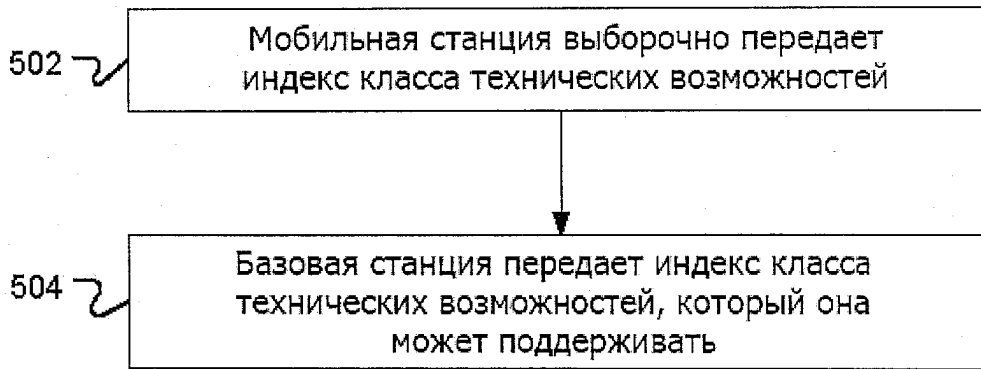 502
Мобильная станция выборочно передает
индекс класса технических возможностей
504
Базовая станция передает индекс класса
технических возможностей, который она
может поддерживать